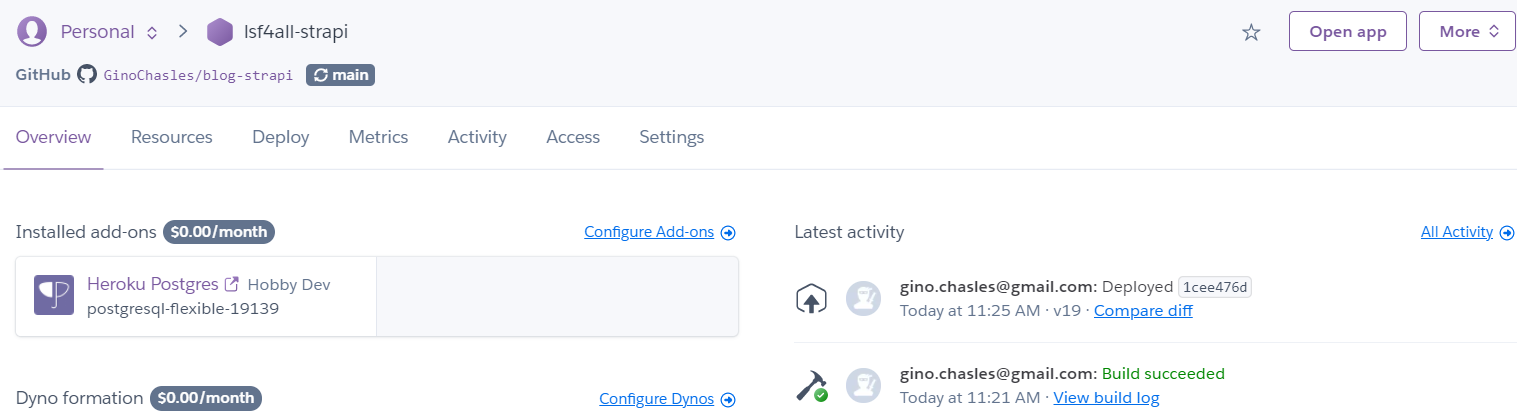 Personal lsf4all-strapi Open app More
GitHub GinoChasles/blog-strapi main
Overview Resources Deploy Metrics Activity Access Settings
Installed add-ons $0.00/month Configure Add-ons
Heroku Postgres Hobby Dev
postgresql-flexible-19139
Dyno formation $0.00/month Configure Dynos
Latest activity All Activity
gino.chasles@gmail.com: Deployed 1cee476d
Today at 11:25 AM · v19 · Compare diff
gino.chasles@gmail.com: Build succeeded
Today at 11:21 AM · View build log